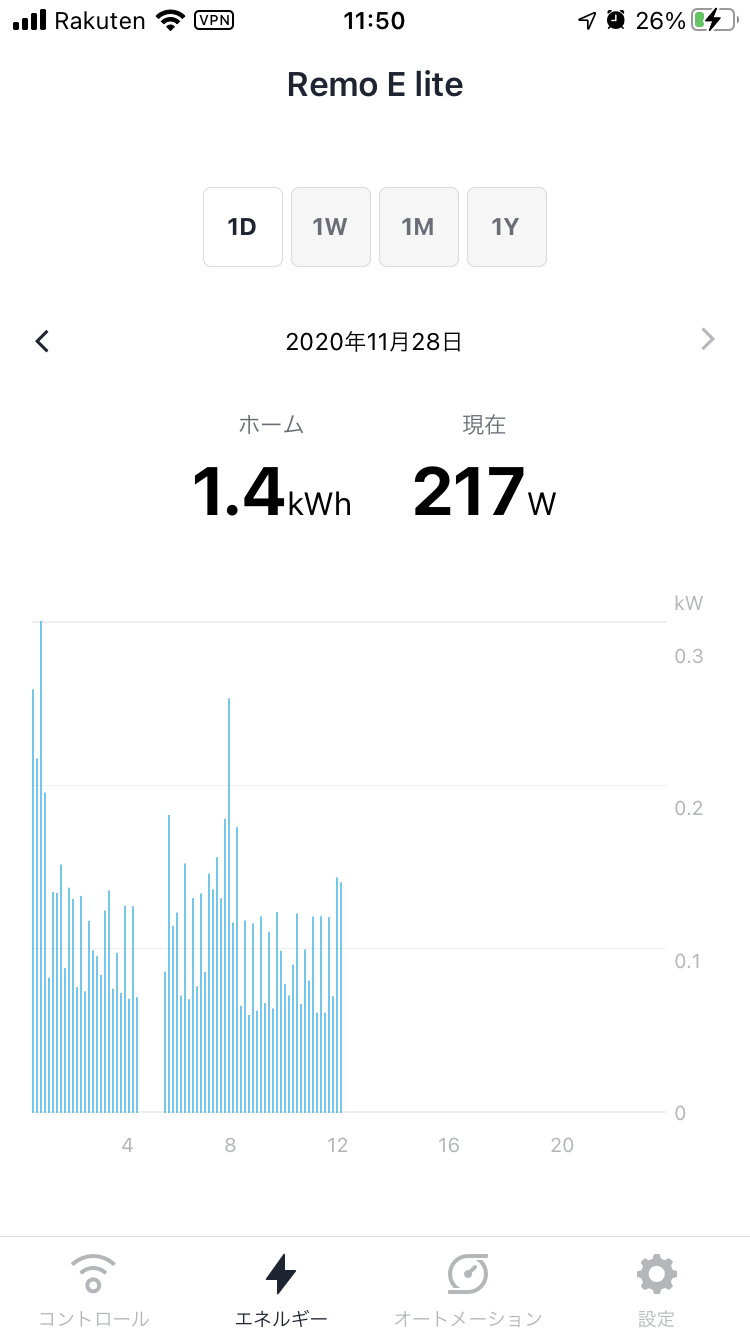 Rakuten VPN 11:50 26%
Remo E lite
1D 1W 1M 1Y
2020年11月28日
ホーム 現在
1.4kWh 217W
kW
0.3
0.2
0.1
0
4 8 12 16 20
コントロール エネルギー オートメーション 設定